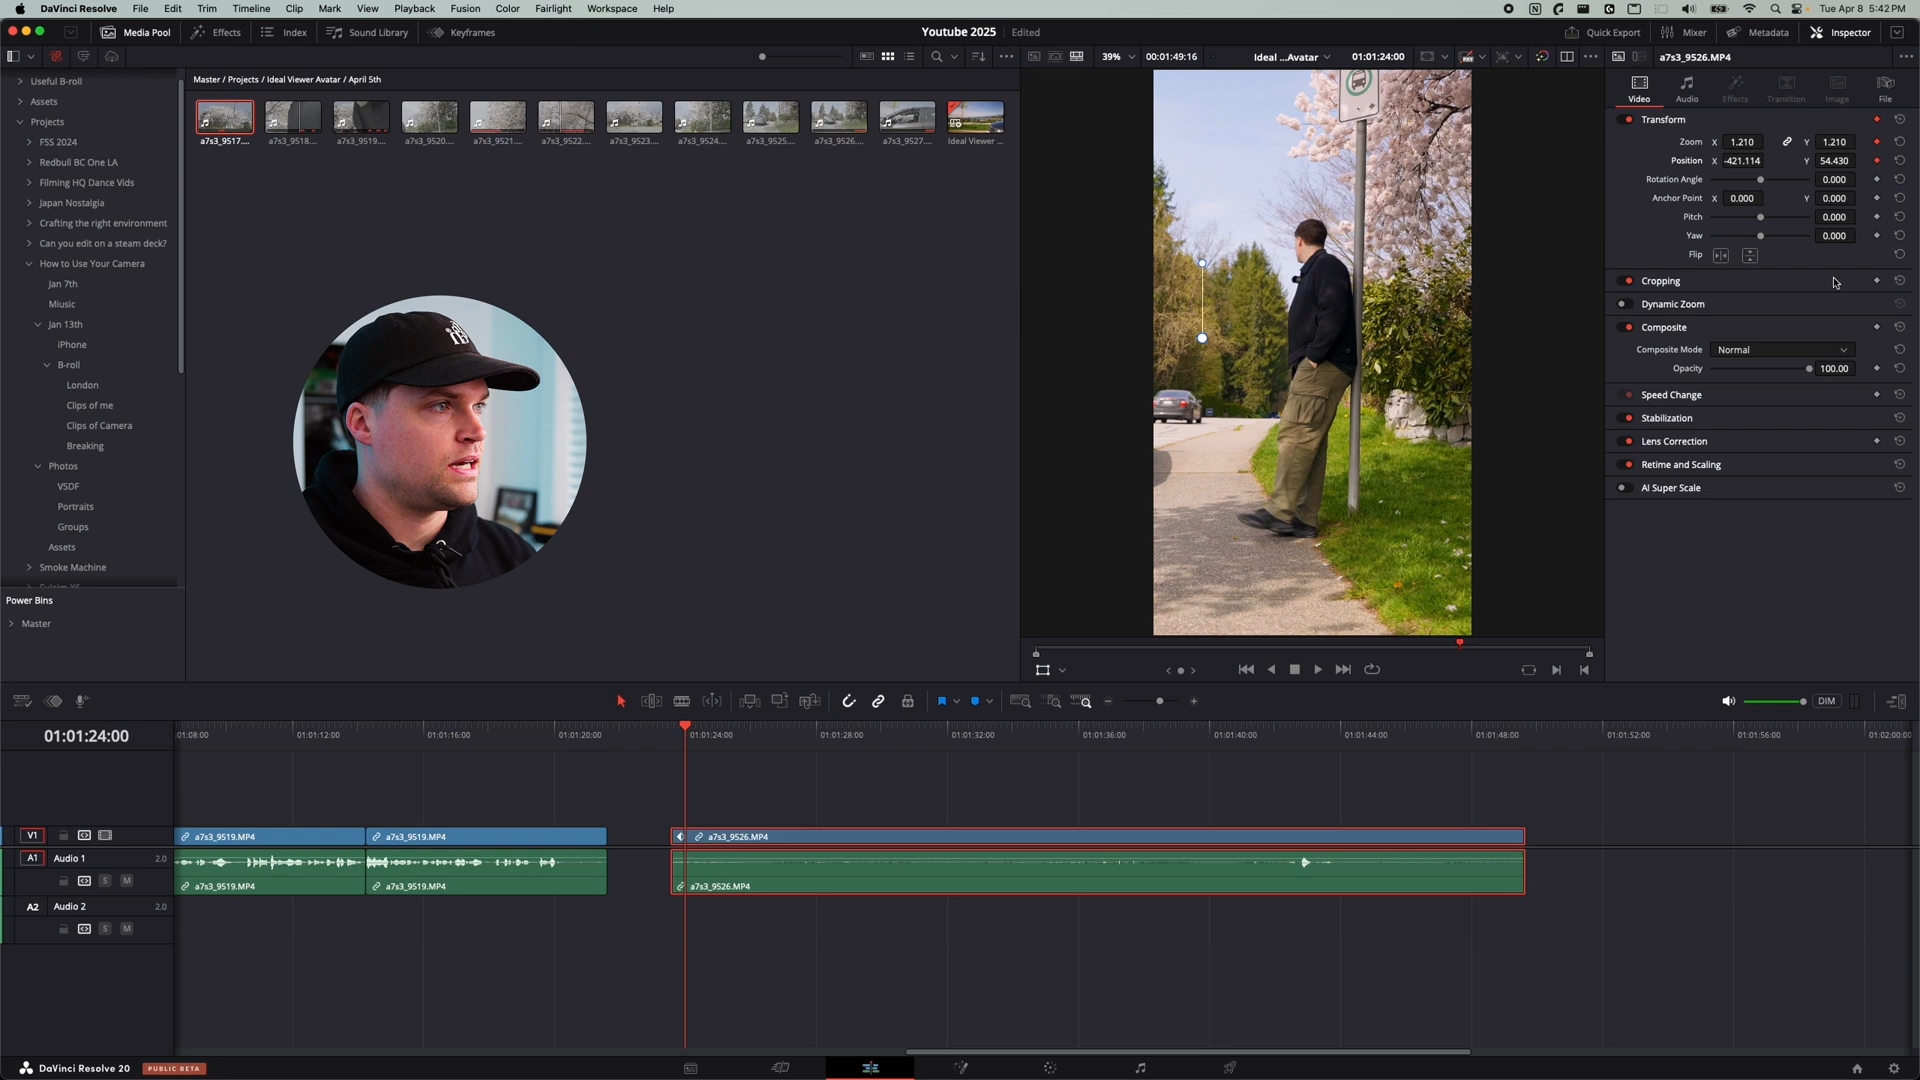 DaVinci Resolve File Edit Trim Timeline Clip Mark View Playback Fusion Color Fairlight Workspace Help Tue Apr 8 5:42 PM
Media Pool Effects Index Sound Library Keyframes Youtube 2025 Edited Quick Export Mixer Metadata Inspector
39% 00:01:49:16 Ideal ...Avatar 01:01:24:00 a7s3_9526.MP4
Master / Projects / Ideal Viewer Avatar / April 5th
Useful B-roll
Assets
Projects
FSS 2024
Redbull BC One LA
Filming HQ Dance Vids
Japan Nostalgia
Crafting the right environment
Can you edit on a steam deck?
How to Use Your Camera
Jan 7th
Miusic
Jan 13th
iPhone
B-roll
London
Clips of me
Clips of Camera
Breaking
Photos
VSDF
Portraits
Groups
Assets
Smoke Machine
Power Bins
Master
a7s3_9517.... a7s3_9518.... a7s3_9519.... a7s3_9520.... a7s3_9521.... a7s3_9522.... a7s3_9523.... a7s3_9524.... a7s3_9525.... a7s3_9526.... a7s3_9527.... Ideal Viewer ...
Video Audio Effects Transition Image File
Transform
Zoom X 1.210 Y 1.210
Position X -421.114 Y 54.430
Rotation Angle 0.000
Anchor Point X 0.000 Y 0.000
Pitch 0.000
Yaw 0.000
Flip
Cropping
Dynamic Zoom
Composite
Composite Mode Normal
Opacity 100.00
Speed Change
Stabilization
Lens Correction
Retime and Scaling
AI Super Scale
DIM
01:01:24:00
01:08:00 01:01:12:00 01:01:16:00 01:01:20:00 01:01:24:00 01:01:28:00 01:01:32:00 01:01:36:00 01:01:40:00 01:01:44:00 01:01:48:00 01:01:52:00 01:01:56:00 01:02:00:00
V1 a7s3_9519.MP4 a7s3_9519.MP4 a7s3_9526.MP4
A1 Audio 1 2.0
S M a7s3_9519.MP4 a7s3_9519.MP4 a7s3_9526.MP4
A2 Audio 2 2.0
S M
DaVinci Resolve 20 PUBLIC BETA